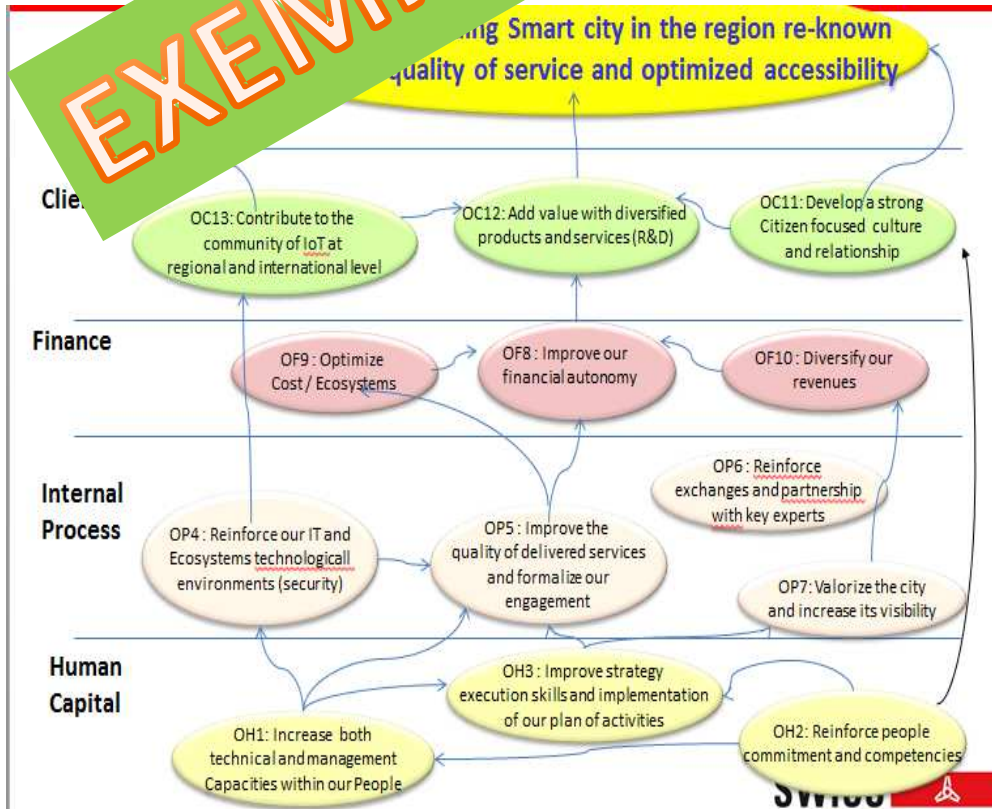 Smart city in the region re-known
quality of service and optimized accessibility
OC13: Contribute to the
community of IoT at
regional and international level
OC12: Add value with diversified
products and services (R&D)
OC11: Develop a strong
Citizen focused culture
and relationship
Finance
OF9 : Optimize
Cost / Ecosystems
OF8 : Improve our
financial autonomy
OF10 : Diversify our
revenues
Internal
Process
OP4 : Reinforce our IT and
Ecosystems technologicall
environments (security)
OP5 : Improve the
quality of delivered services
and formalize our
engagement
OP6 : Reinforce
exchanges and partnership
with key experts
OP7: Valorize the city
and increase its visibility
Human
Capital
OH1: Increase both
technical and management
Capacities within our People
OH3 : Improve strategy
execution skills and implementation
of our plan of activities
OH2: Reinforce people
commitment and competencies